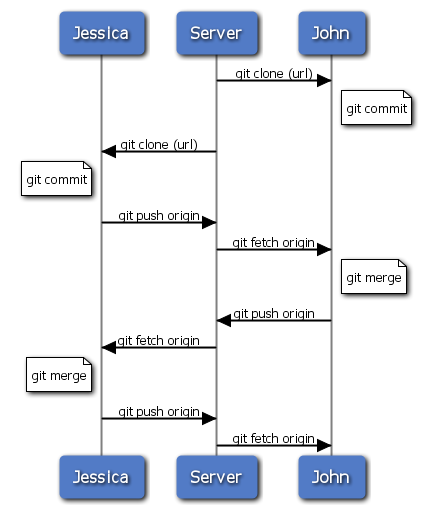 Jessica
Server
John
git clone (url)
git commit
git clone (url)
git commit
git push origin
git fetch origin
git merge
git push origin
git fetch origin
git merge
git push origin
git fetch origin
Jessica
Server
John